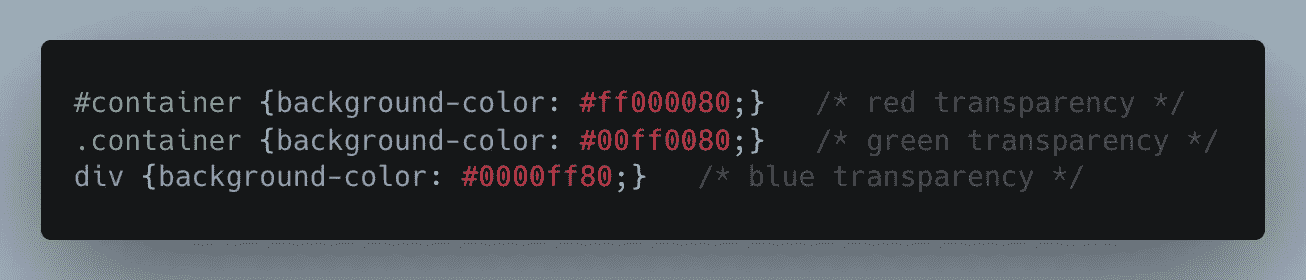 #container {background-color: #ff000080;}   /* red transparency */
.container {background-color: #00ff0080;}   /* green transparency */
div {background-color: #0000ff80;}   /* blue transparency */